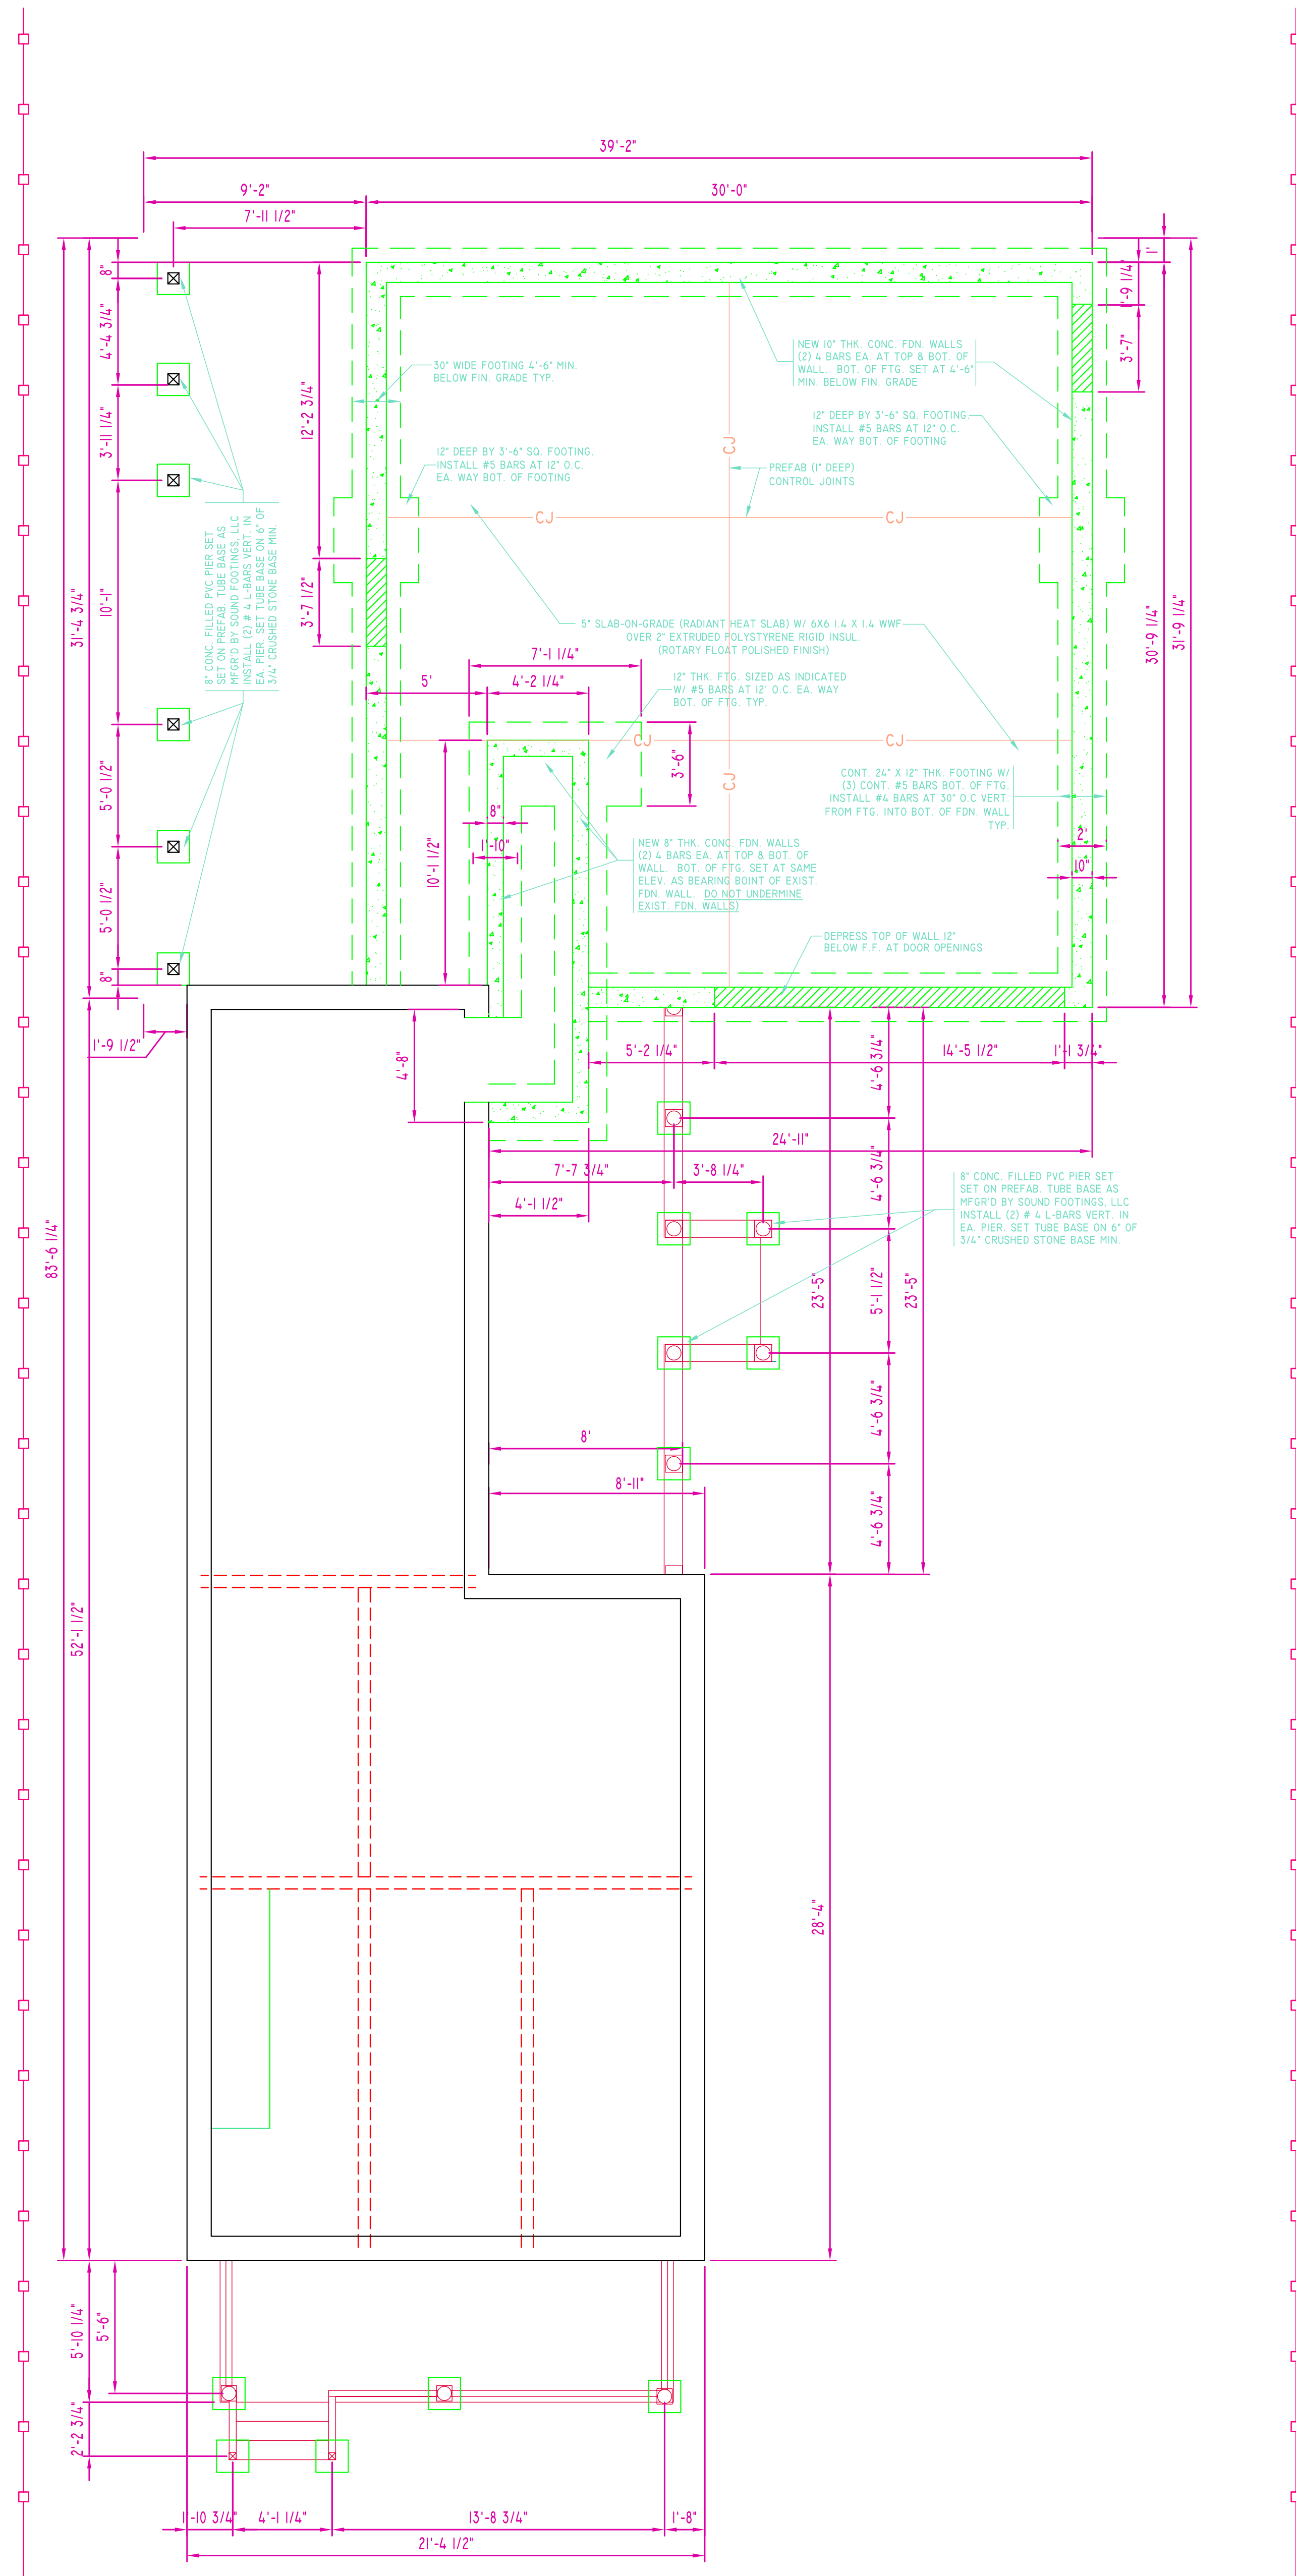 39'-2"
9'-2"
30'-0"
7'-11 1/2"
8"
4'-4 3/4"
3'-11 1/4"
10'-1"
5'-0 1/2"
5'-0 1/2"
8"
31'-4 3/4"
83'-6 1/4"
52'-1 1/2"
1'-9 1/2"
12'-2 3/4"
3'-7 1/2"
1'
1'-9 1/4"
3'-7"
30'-9 1/4"
31'-9 1/4"
30" WIDE FOOTING 4'-6" MIN.
BELOW FIN. GRADE TYP.
NEW 10" THK. CONC. FDN. WALLS
(2) 4 BARS EA. AT TOP & BOT. OF
WALL. BOT. OF FTG. SET AT 4'-6"
MIN. BELOW FIN. GRADE
12" DEEP BY 3'-6" SQ. FOOTING.
INSTALL #5 BARS AT 12" O.C.
EA. WAY BOT. OF FOOTING
12" DEEP BY 3'-6" SQ. FOOTING.
INSTALL #5 BARS AT 12" O.C.
EA. WAY BOT. OF FOOTING
CJ
PREFAB (1" DEEP)
CONTROL JOINTS
CJ
CJ
8" CONC. FILLED PVC PIER SET
SET ON PREFAB. TUBE BASE AS
MFGR'D BY SOUND FOOTINGS, LLC
INSTALL (2) # 4 L-BARS VERT. IN
EA. PIER. SET TUBE BASE ON 6" OF
3/4" CRUSHED STONE BASE MIN.
5" SLAB-ON-GRADE (RADIANT HEAT SLAB) W/ 6X6 1.4 X 1.4 WWF
OVER 2" EXTRUDED POLYSTYRENE RIGID INSUL.
(ROTARY FLOAT POLISHED FINISH)
7'-1 1/4"
5'
4'-2 1/4"
12" THK. FTG. SIZED AS INDICATED
W/ #5 BARS AT 12' O.C. EA. WAY
BOT. OF FTG. TYP.
CJ
CJ
CJ
3'-6"
CONT. 24" X 12" THK. FOOTING W/
(3) CONT. #5 BARS BOT. OF FTG.
INSTALL #4 BARS AT 30" O.C VERT.
FROM FTG. INTO BOT. OF FDN. WALL
TYP.
8"
1'-10"
10'-1 1/2"
2'
10"
NEW 8" THK. CONC. FDN. WALLS
(2) 4 BARS EA. AT TOP & BOT. OF
WALL. BOT. OF FTG. SET AT SAME
ELEV. AS BEARING BOINT OF EXIST.
FDN. WALL. DO NOT UNDERMINE
EXIST. FDN. WALLS)
DEPRESS TOP OF WALL 12"
BELOW F.F. AT DOOR OPENINGS
4'-8"
5'-2 1/4"
14'-5 1/2"
1'-1 3/4"
4'-6 3/4"
24'-11"
7'-7 3/4"
3'-8 1/4"
4'-6 3/4"
4'-1 1/2"
8" CONC. FILLED PVC PIER SET
SET ON PREFAB. TUBE BASE AS
MFGR'D BY SOUND FOOTINGS, LLC
INSTALL (2) # 4 L-BARS VERT. IN
EA. PIER. SET TUBE BASE ON 6" OF
3/4" CRUSHED STONE BASE MIN.
23'-5"
5'-1 1/2"
23'-5"
4'-6 3/4"
8'
8'-11"
4'-6 3/4"
28'-4"
5'-10 1/4"
5'-6"
2'-2 3/4"
1'-10 3/4"
4'-1 1/4"
13'-8 3/4"
1'-8"
21'-4 1/2"